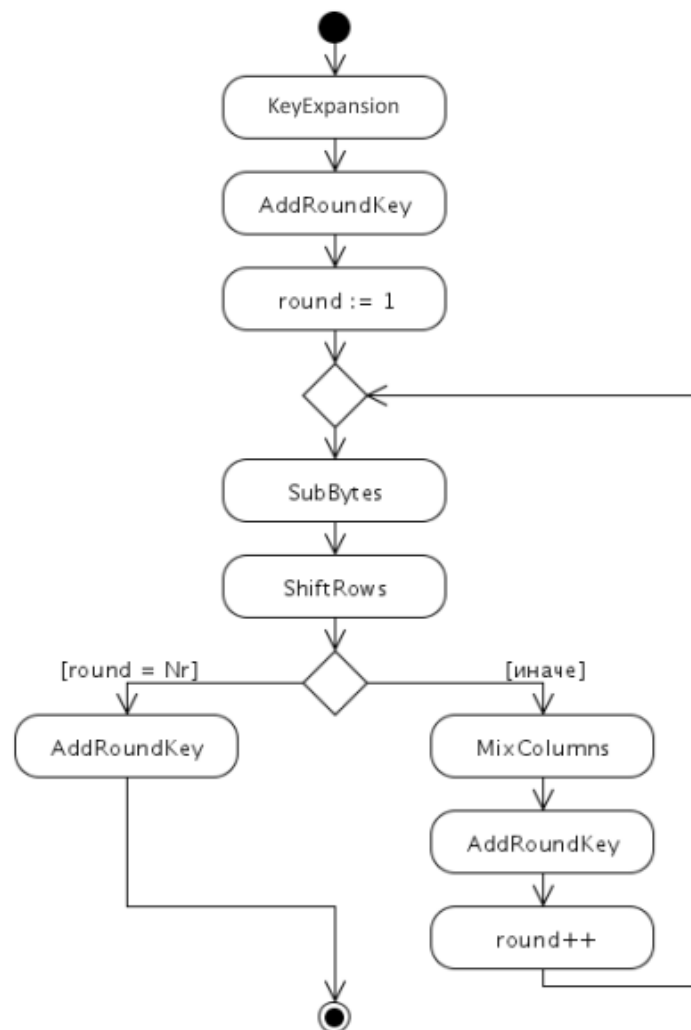 KeyExpansion
AddRoundKey
round := 1
SubBytes
ShiftRows
[round = Nr]
[иначе]
AddRoundKey
MixColumns
AddRoundKey
round++